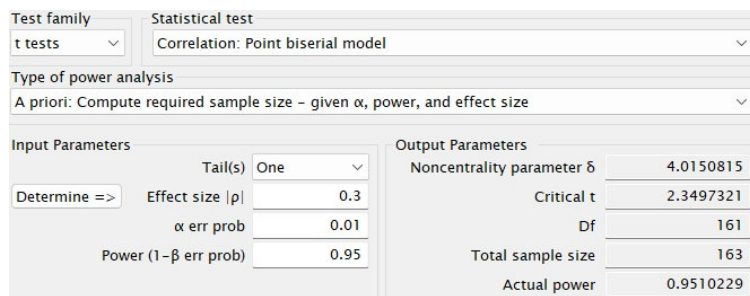 Test family Statistical test
t tests Correlation: Point biserial model
Type of power analysis
A priori: Compute required sample size – given α, power, and effect size
Input Parameters
Tail(s) One
Determine => Effect size |ρ| 0.3
α err prob 0.01
Power (1-β err prob) 0.95
Output Parameters
Noncentrality parameter δ 4.0150815
Critical t 2.3497321
Df 161
Total sample size 163
Actual power 0.9510229